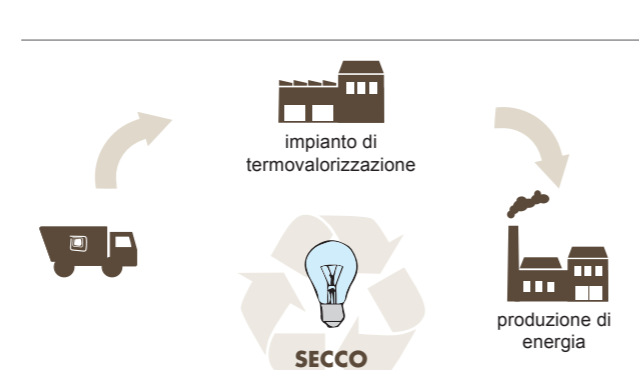 impianto di
termovalorizzazione
produzione di
energia
SECCO